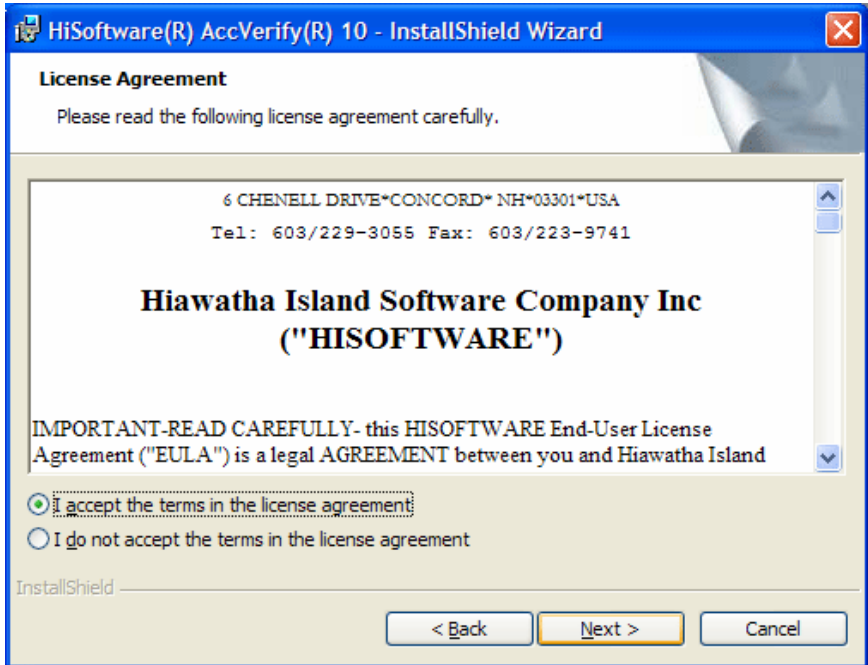 HiSoftware(R) AccVerify(R) 10 - InstallShield Wizard
License Agreement
Please read the following license agreement carefully.
6 CHENELL DRIVE*CONCORD* NH*03301*USA
Tel: 603/229-3055 Fax: 603/223-9741
Hiawatha Island Software Company Inc
("HISOFTWARE")
IMPORTANT-READ CAREFULLY- this HISOFTWARE End-User License
Agreement ("EULA") is a legal AGREEMENT between you and Hiawatha Island
I accept the terms in the license agreement
I do not accept the terms in the license agreement
InstallShield
< Back Next > Cancel